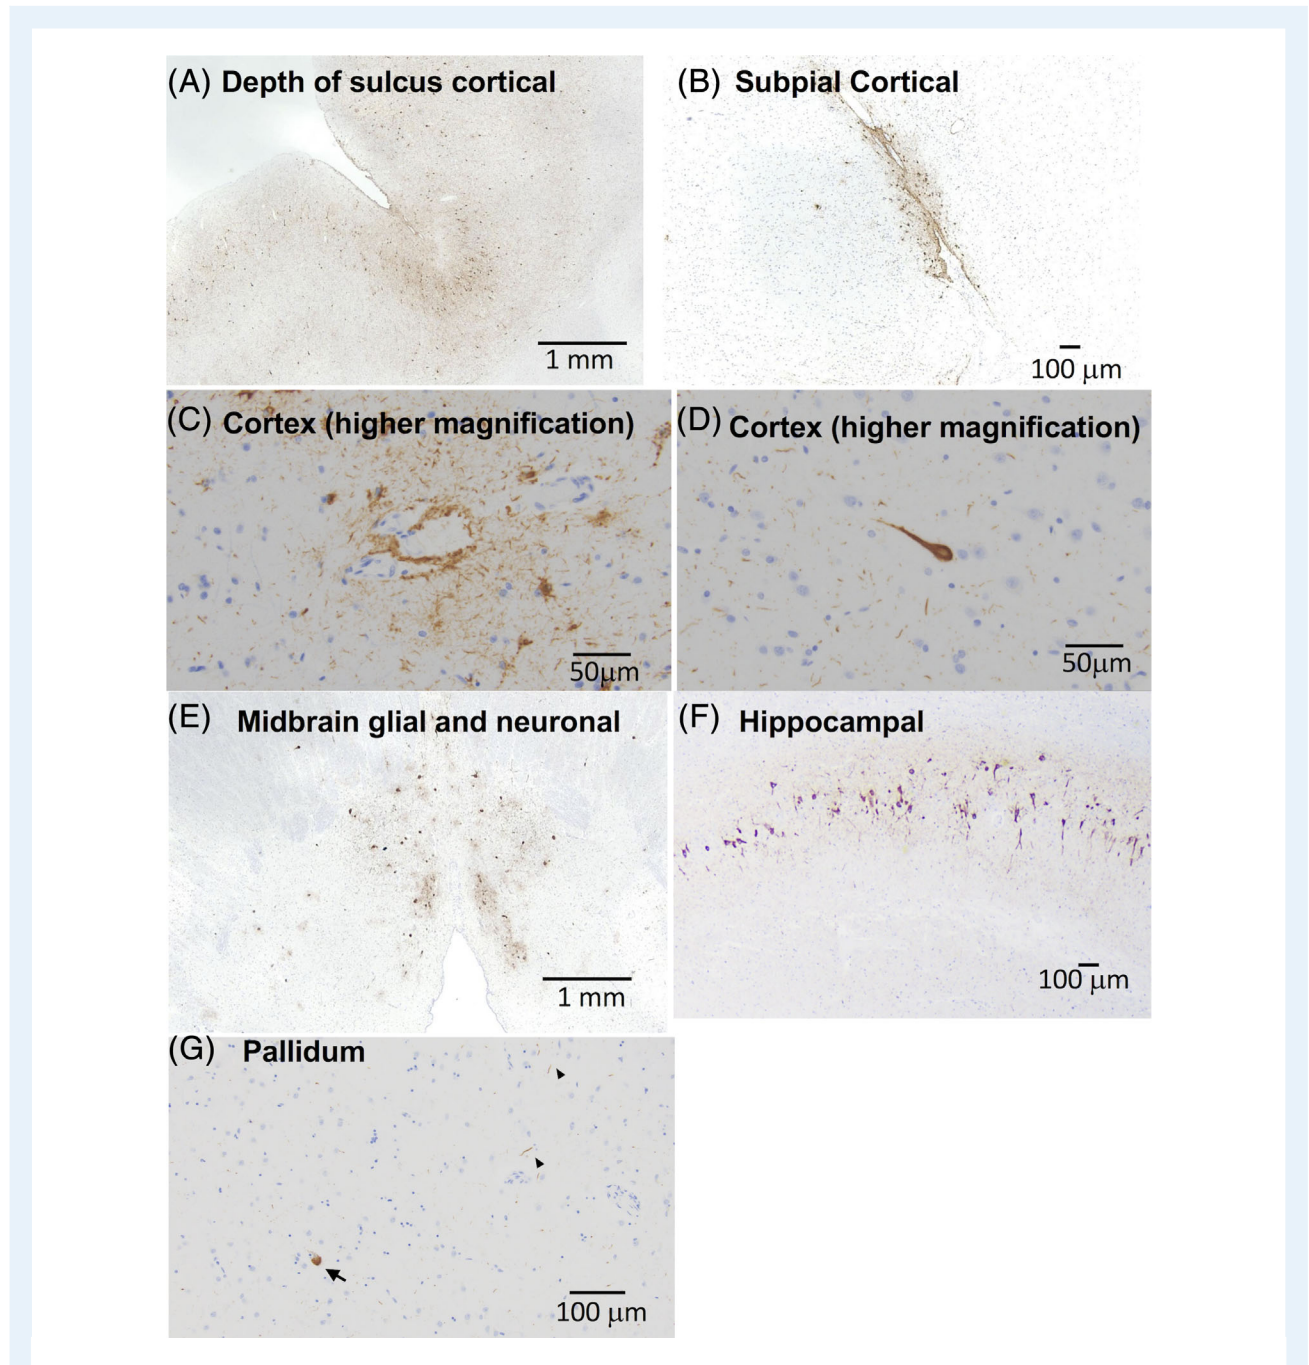 (A) Depth of sulcus cortical
1 mm
(B) Subpial Cortical
100 μm
(C) Cortex (higher magnification)
50μm
(D) Cortex (higher magnification)
50μm
(E) Midbrain glial and neuronal
1 mm
(F) Hippocampal
100 μm
(G) Pallidum
100 μm